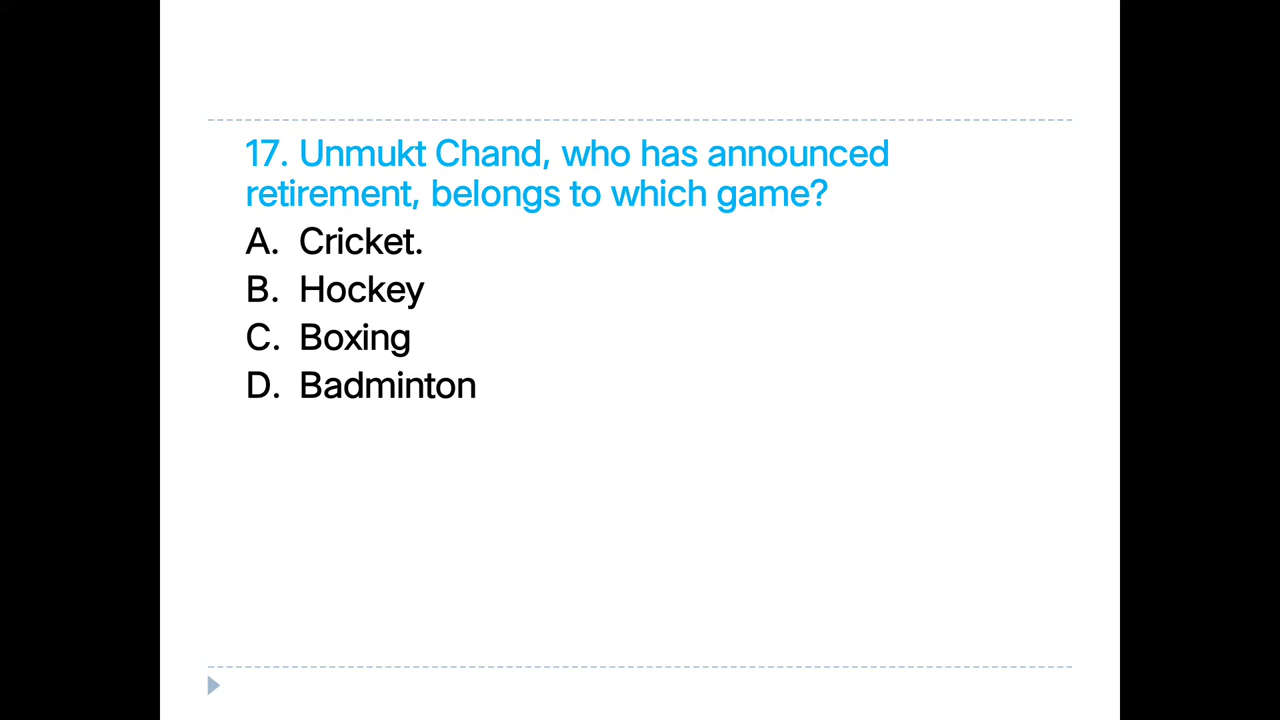 17. Unmukt Chand, who has announced
retirement, belongs to which game?
A. Cricket.
B. Hockey
C. Boxing
D. Badminton